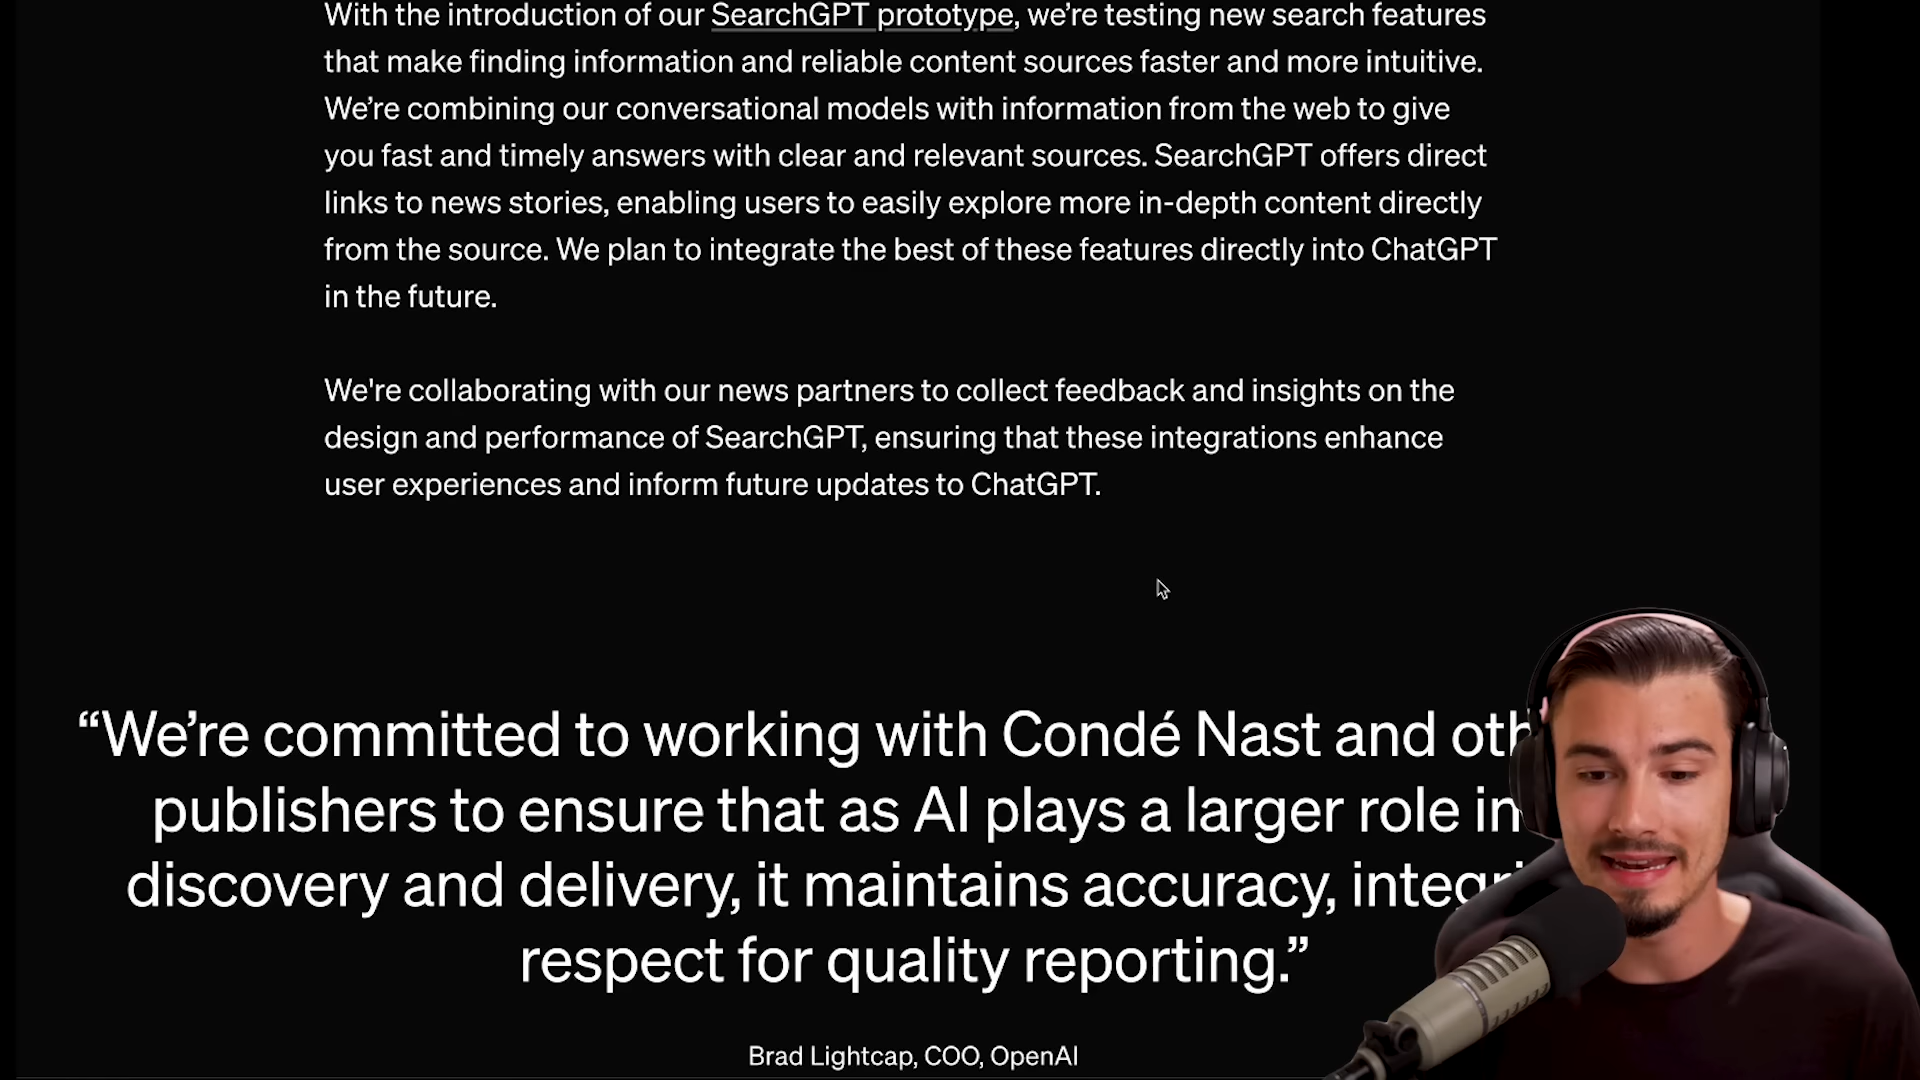 With the introduction of our SearchGPT prototype, we’re testing new search features
that make finding information and reliable content sources faster and more intuitive.
We’re combining our conversational models with information from the web to give
you fast and timely answers with clear and relevant sources. SearchGPT offers direct
links to news stories, enabling users to easily explore more in-depth content directly
from the source. We plan to integrate the best of these features directly into ChatGPT
in the future.
We're collaborating with our news partners to collect feedback and insights on the
design and performance of SearchGPT, ensuring that these integrations enhance
user experiences and inform future updates to ChatGPT.
“We’re committed to working with Condé Nast and
publishers to ensure that as AI plays a larger role in
discovery and delivery, it maintains accuracy,
respect for quality reporting.”
Brad Lightcap, COO, OpenAI